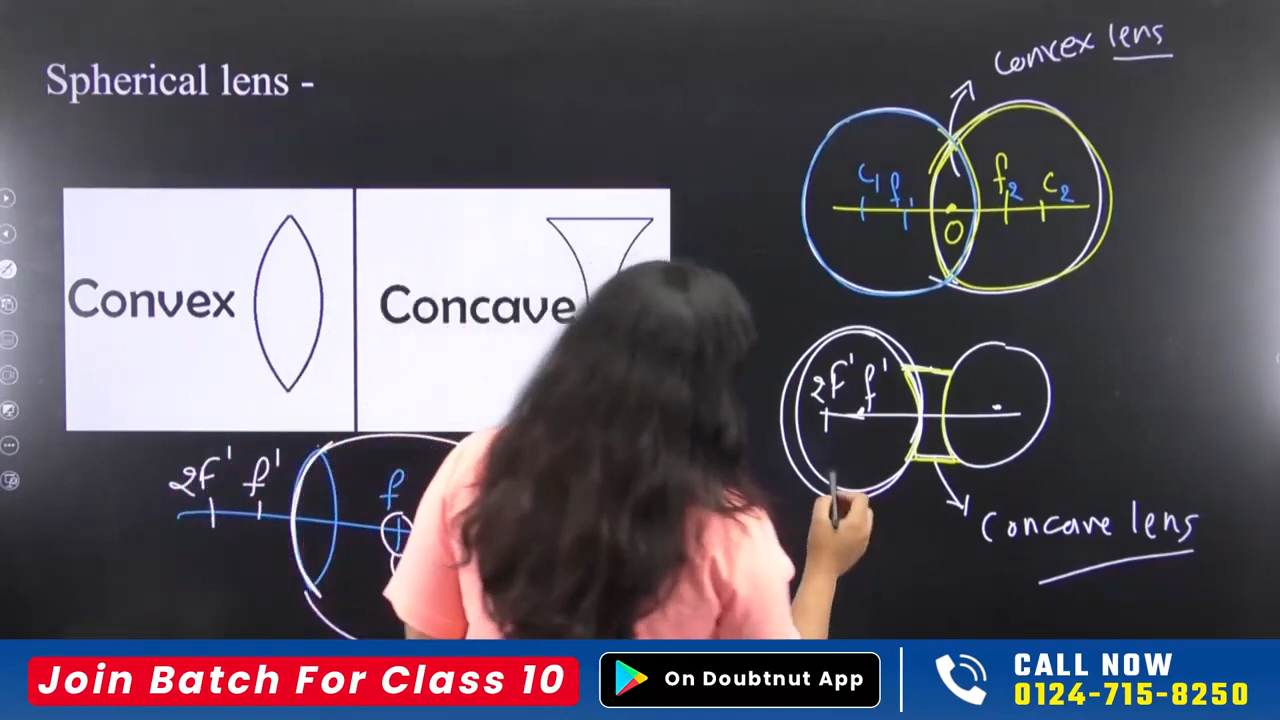 Spherical lens -
Convex lens
C1 f1 f2 C2
O
Convex
Concave
2F' f'
2F' f' f
Concave lens
Join Batch For Class 10
On Doubtnut App
CALL NOW
0124-715-8250